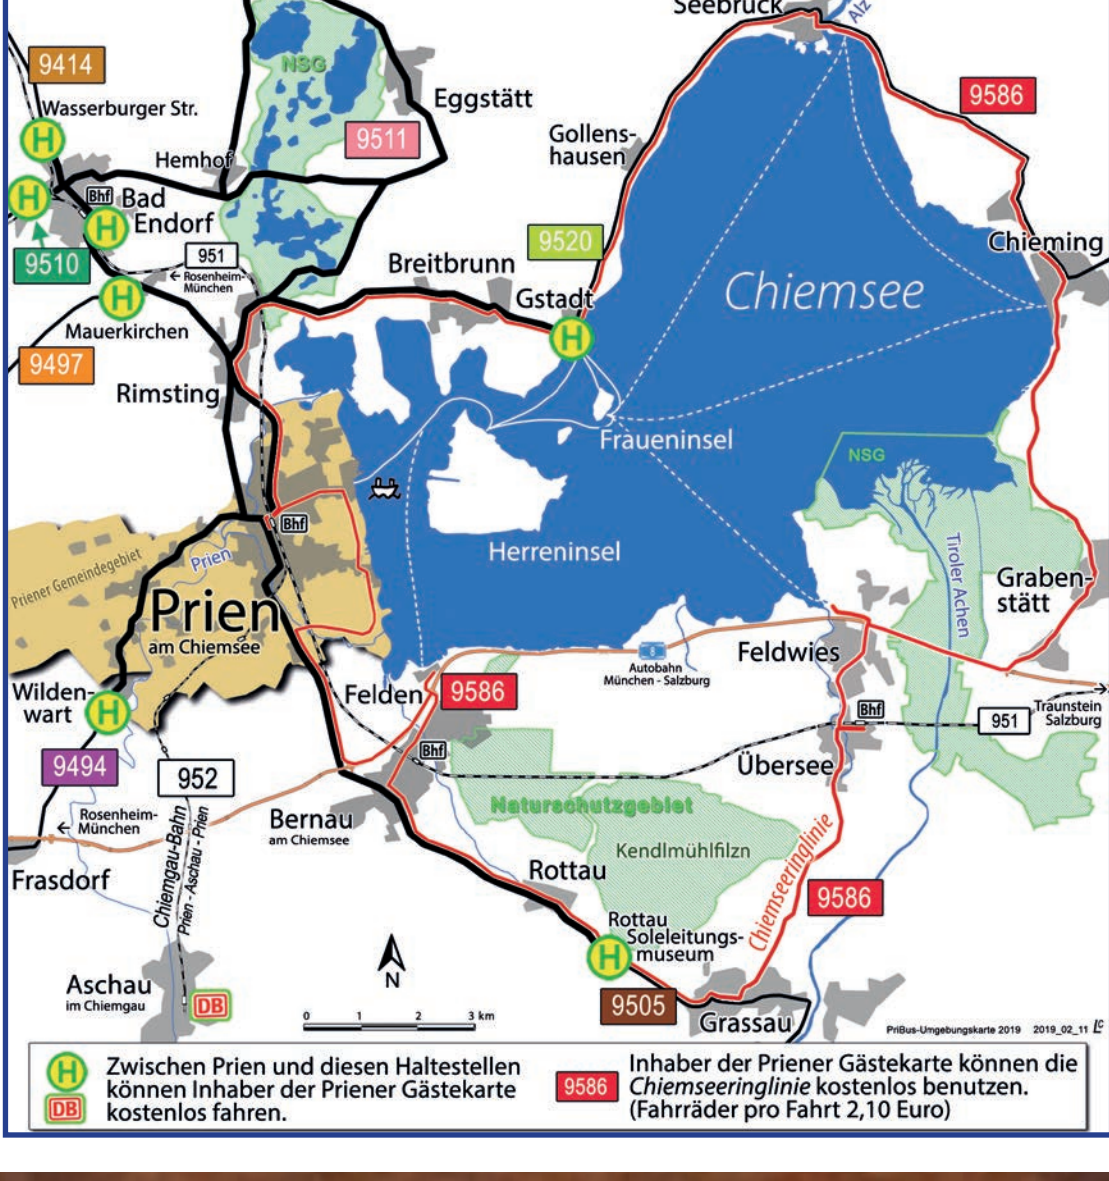 Seebruck
Alz
9414
NSG
Wasserburger Str.
Eggstätt
9586
H
9511
Gollens-
hausen
Hemhof
H
Bhf
Bad
Endorf
H
9510
951
9520
Chieming
← Rosenheim-
München
Breitbrunn
Chiemsee
Gstadt
H
Mauerkirchen
H
9497
Rimsting
Fraueninsel
NSG
Bhf
Herreninsel
Tiroler Achen
Priener Gemeindegebiet
Prien
Graben-
stätt
Prien
am Chiemsee
Feldwies
8
Autobahn
München - Salzburg
Wilden-
wart
H
Felden
9586
Bhf
951
Traunstein
Salzburg
9494
952
Bhf
Übersee
Naturschutzgebiet
Rosenheim-
← München
Bernau
am Chiemsee
Kendlmühlfilzn
Chiemgau-Bahn
Prien - Aschau - Prien
Chiemseeringlinie
Frasdorf
Rottau
9586
Rottau
Soleleitungs-
museum
H
N
Aschau
im Chiemgau
DB
9505
0 1 2 3 km
Grassau
PriBus-Umgebungskarte 2019 2019_02_11
H
Zwischen Prien und diesen Haltestellen
können Inhaber der Priener Gästekarte
kostenlos fahren.
DB
9586
Inhaber der Priener Gästekarte können die
Chiemseeringlinie kostenlos benutzen.
(Fahrräder pro Fahrt 2,10 Euro)